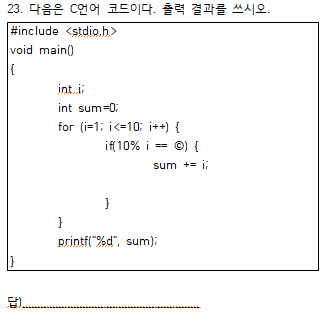 23. 다음은 C언어 코드이다. 출력 결과를 쓰시오.
#include <stdio.h>
void main()
{
int i;
int sum=0;
for (i=1; i<=10; i++) {
if(10% i == ©) {
sum += i;
}
}
printf("%d", sum);
}
답)